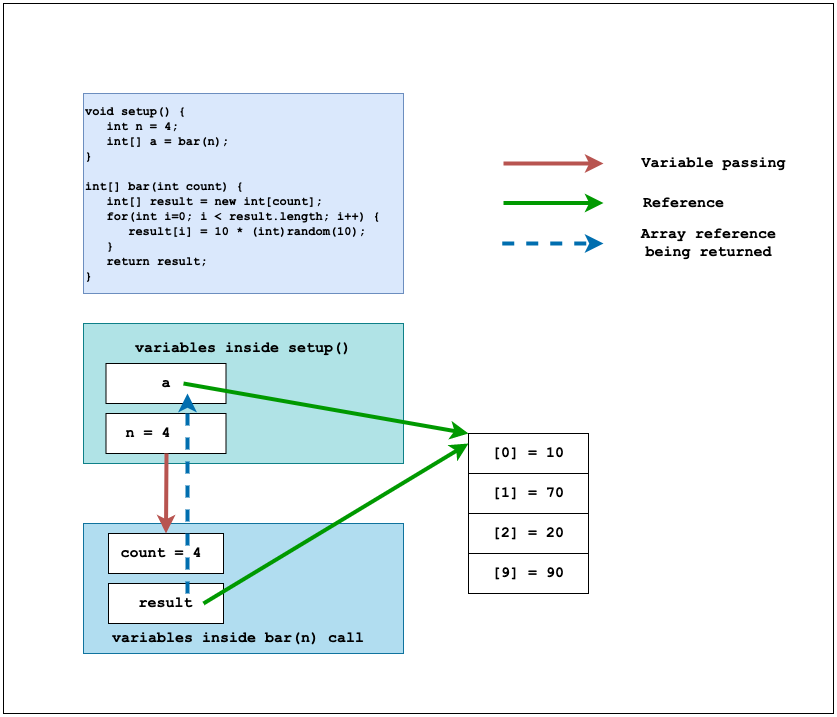 void setup() {
   int n = 4;
   int[] a = bar(n);
}

int[] bar(int count) {
   int[] result = new int[count];
   for(int i=0; i < result.length; i++) {
      result[i] = 10 * (int)random(10);
   }
   return result;
}
Variable passing
Reference
Array reference
being returned
variables inside setup()
a
n = 4
count = 4
result
variables inside bar(n) call
[0] = 10
[1] = 70
[2] = 20
[9] = 90